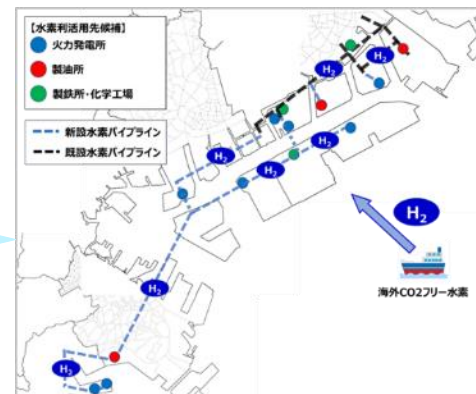 【水素利活用先候補】
火力発電所
製油所
製鉄所・化学工場
新設水素パイプライン
既設水素パイプライン
H₂
H₂
H₂
H₂
H₂
H₂
H₂
H₂
海外CO2フリー水素